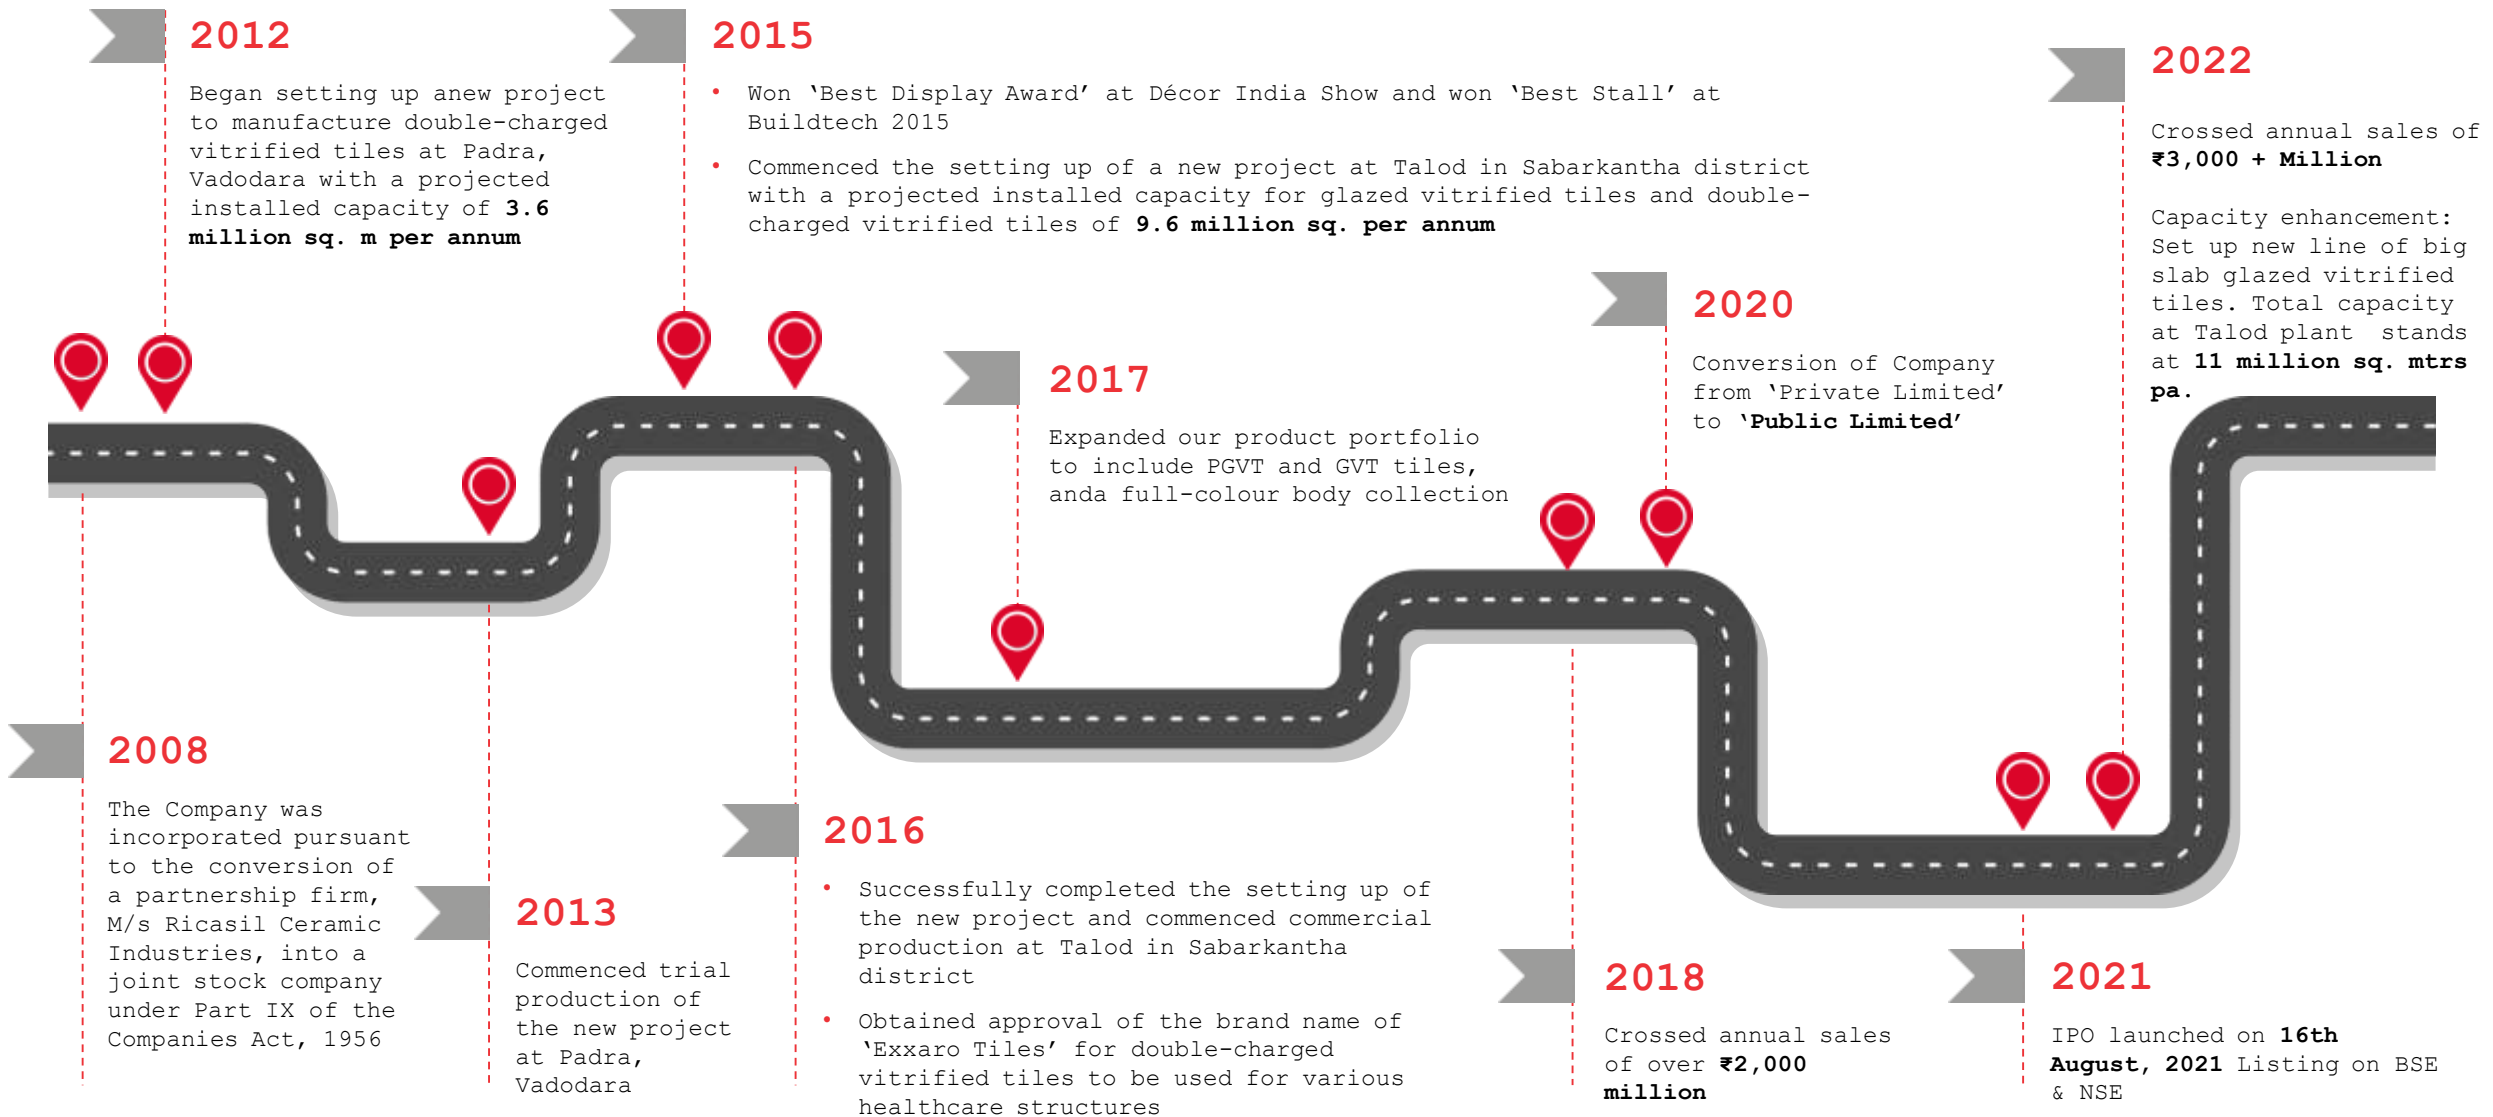 2012
Began setting up anew project
to manufacture double-charged
vitrified tiles at Padra,
Vadodara with a projected
installed capacity of 3.6
million sq. m per annum
2015
• Won ‘Best Display Award’ at Décor India Show and won ‘Best Stall’ at
Buildtech 2015
• Commenced the setting up of a new project at Talod in Sabarkantha district
with a projected installed capacity for glazed vitrified tiles and double-
charged vitrified tiles of 9.6 million sq. per annum
2022
Crossed annual sales of
₹3,000 + Million
Capacity enhancement:
Set up new line of big
slab glazed vitrified
tiles. Total capacity
at Talod plant stands
at 11 million sq. mtrs
pa.
2017
Expanded our product portfolio
to include PGVT and GVT tiles,
anda full-colour body collection
2020
Conversion of Company
from ‘Private Limited’
to ‘Public Limited’
2008
The Company was
incorporated pursuant
to the conversion of
a partnership firm,
M/s Ricasil Ceramic
Industries, into a
joint stock company
under Part IX of the
Companies Act, 1956
2013
Commenced trial
production of
the new project
at Padra,
Vadodara
2016
• Successfully completed the setting up of
the new project and commenced commercial
production at Talod in Sabarkantha
district
• Obtained approval of the brand name of
‘Exxaro Tiles’ for double-charged
vitrified tiles to be used for various
healthcare structures
2018
Crossed annual sales
of over ₹2,000
million
2021
IPO launched on 16th
August, 2021 Listing on BSE
& NSE